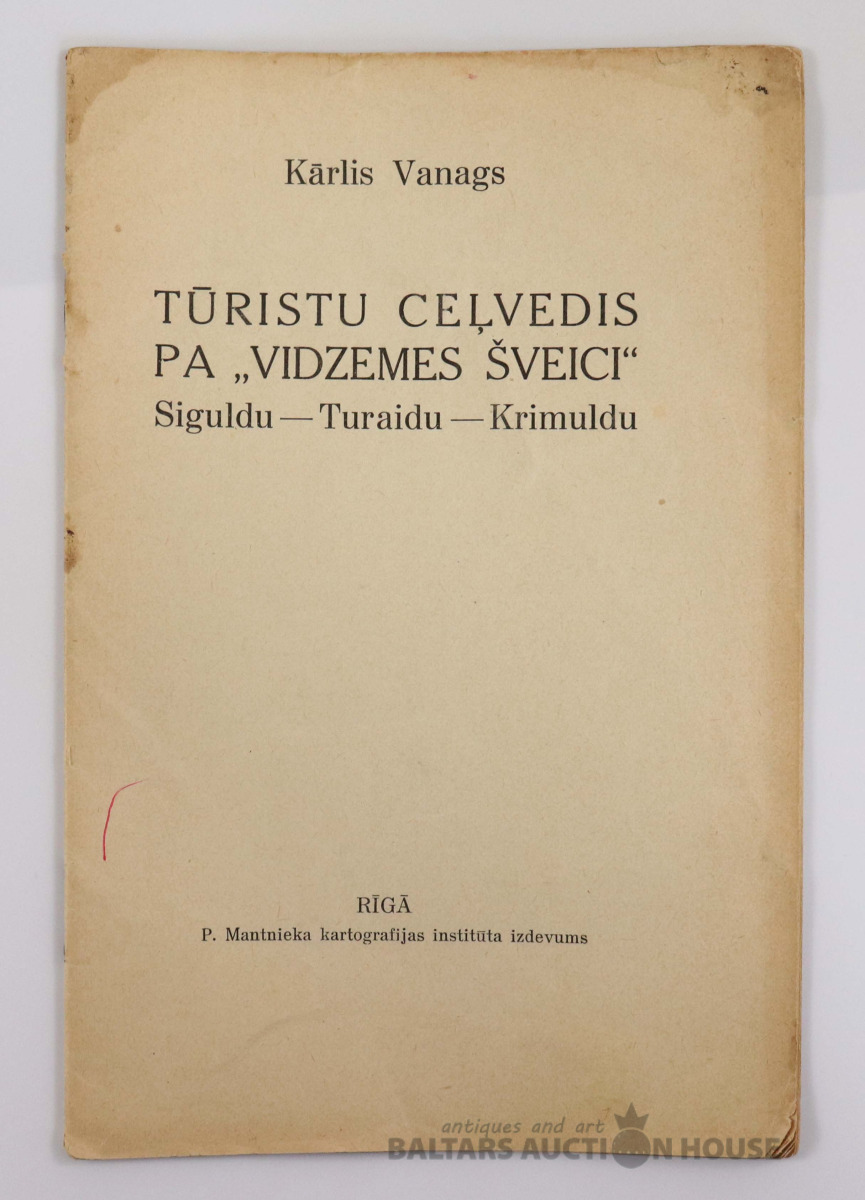 Kārlis Vanags
TŪRISTU CEĻVEDIS
PA „VIDZEMES ŠVEICI“
Siguldu — Turaidu — Krimuldu
RĪGĀ
P. Mantnieka kartografijas institūta izdevums
antiques and art
BALTARS AUCTION HOUSE